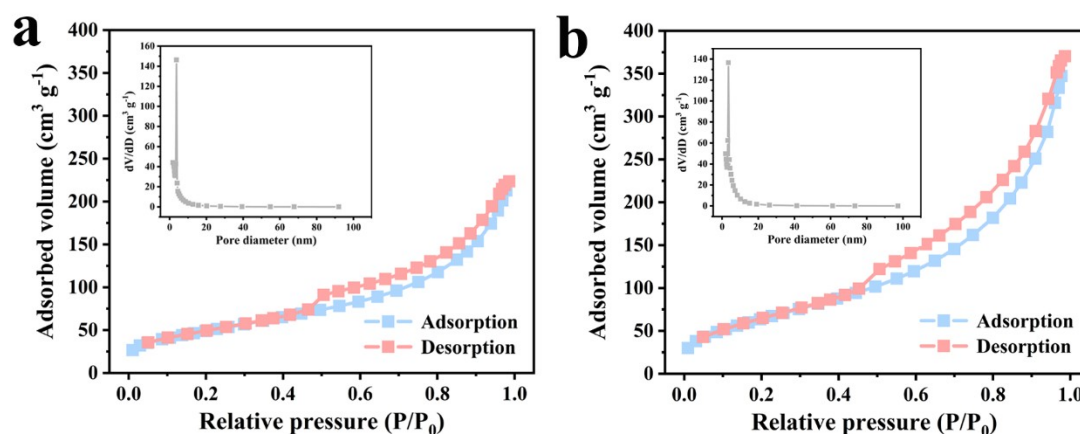 a
Adsorbed volume (cm³ g⁻¹)
400
350
300
250
200
150
100
50
0
0.0 0.2 0.4 0.6 0.8 1.0
Relative pressure (P/P₀)
Adsorption
Desorption
dV/dD (cm³ g⁻¹)
160
140
120
100
80
60
40
20
0
0 20 40 60 80 100
Pore diameter (nm)
b
Adsorbed volume (cm³ g⁻¹)
400
350
300
250
200
150
100
50
0
0.0 0.2 0.4 0.6 0.8 1.0
Relative pressure (P/P₀)
Adsorption
Desorption
dV/dD (cm³ g⁻¹)
140
120
100
80
60
40
20
0
0 20 40 60 80 100
Pore diameter (nm)